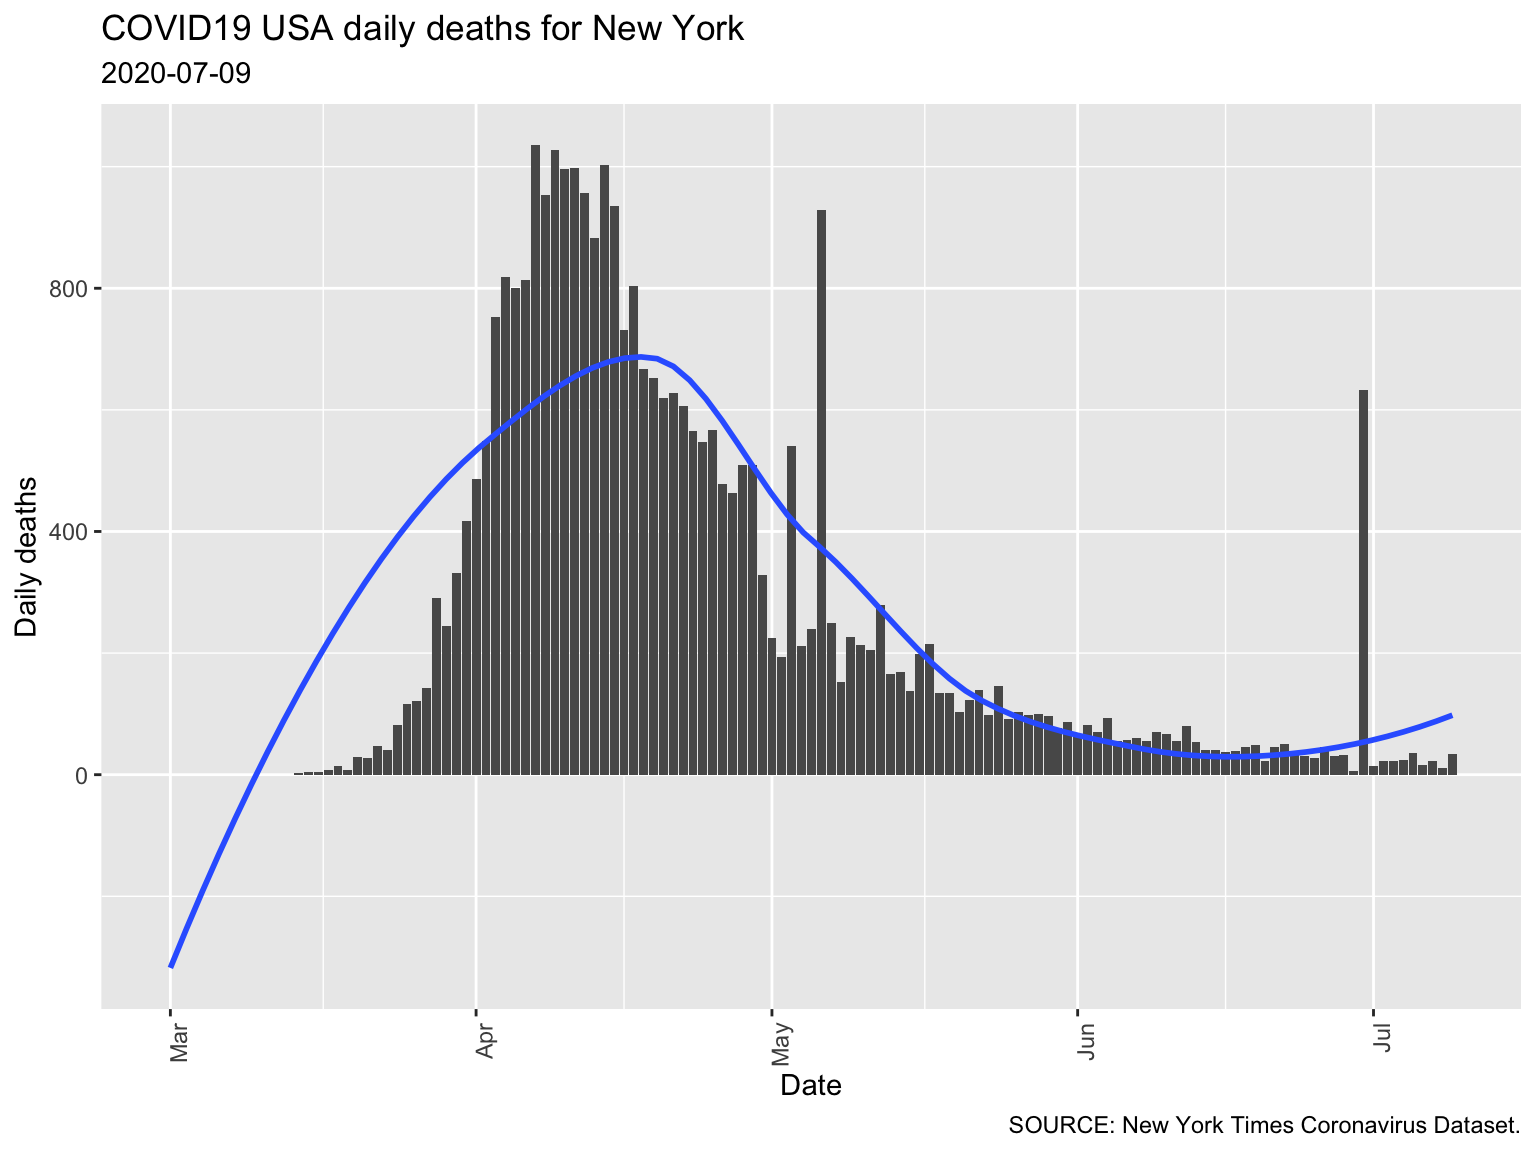 COVID19 USA daily deaths for New York
2020-07-09
Daily deaths
800
400
0
Mar
Apr
May
Jun
Jul
Date
SOURCE: New York Times Coronavirus Dataset.